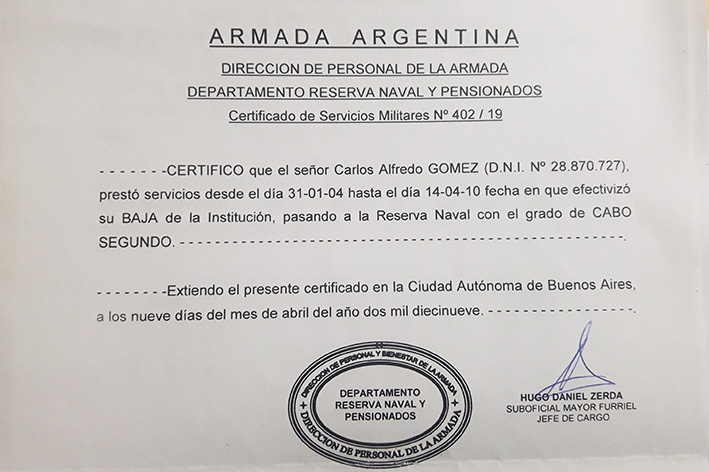 ARMADA ARGENTINA
DIRECCION DE PERSONAL DE LA ARMADA
DEPARTAMENTO RESERVA NAVAL Y PENSIONADOS
Certificado de Servicios Militares Nº 402 / 19
- - - - - - -CERTIFICO que el señor Carlos Alfredo GOMEZ (D.N.I. Nº 28.870.727),
prestó servicios desde el día 31-01-04 hasta el día 14-04-10 fecha en que efectivizó
su BAJA de la Institución, pasando a la Reserva Naval con el grado de CABO
SEGUNDO. - - - - - - - - - - - - - - - - - - - - - - - - - - - - - - - - - - - - - - - - - - - - -.
- - - - - - -Extiendo el presente certificado en la Ciudad Autónoma de Buenos Aires,
a los nueve días del mes de abril del año dos mil diecinueve. - - - - - - - - - - - - - - -.
DIRECCION DE PERSONAL Y BIENESTAR DE LA ARMADA
DEPARTAMENTO
RESERVA NAVAL Y
PENSIONADOS
DIRECCION DE PERSONAL DE LA ARMADA
HUGO DANIEL ZERDA
SUBOFICIAL MAYOR FURRIEL
JEFE DE CARGO